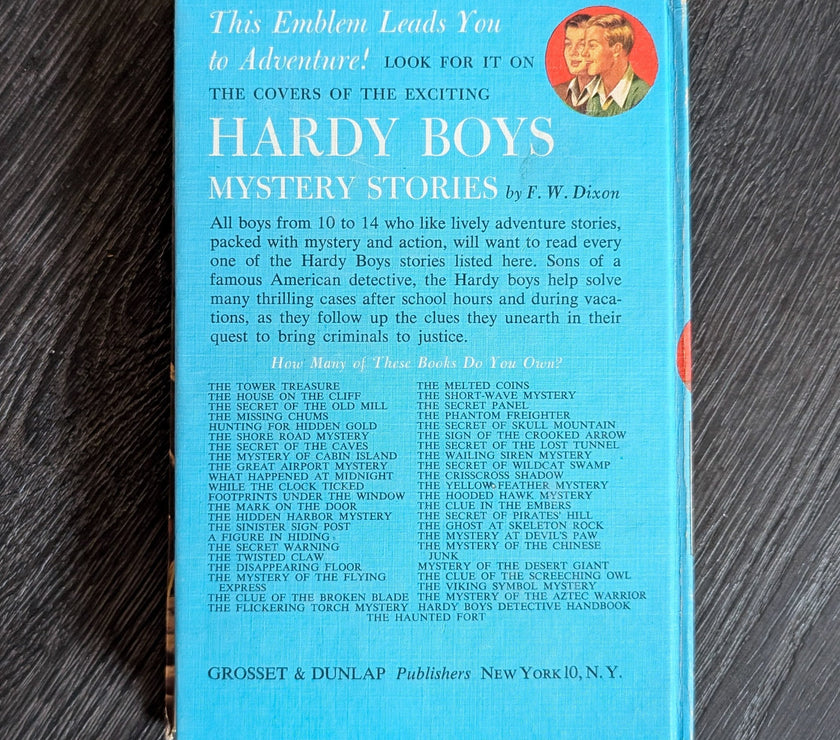 This Emblem Leads You
to Adventure! LOOK FOR IT ON
THE COVERS OF THE EXCITING
HARDY BOYS
MYSTERY STORIES by F. W. Dixon
All boys from 10 to 14 who like lively adventure stories,
packed with mystery and action, will want to read every
one of the Hardy Boys stories listed here. Sons of a
famous American detective, the Hardy boys help solve
many thrilling cases after school hours and during vaca-
tions, as they follow up the clues they unearth in their
quest to bring criminals to justice.
How Many of These Books Do You Own?
THE TOWER TREASURE
THE HOUSE ON THE CLIFF
THE SECRET OF THE OLD MILL
THE MISSING CHUMS
HUNTING FOR HIDDEN GOLD
THE SHORE ROAD MYSTERY
THE SECRET OF THE CAVES
THE MYSTERY OF CABIN ISLAND
THE GREAT AIRPORT MYSTERY
WHAT HAPPENED AT MIDNIGHT
WHILE THE CLOCK TICKED
FOOTPRINTS UNDER THE WINDOW
THE MARK ON THE DOOR
THE HIDDEN HARBOR MYSTERY
THE SINISTER SIGN POST
A FIGURE IN HIDING
THE SECRET WARNING
THE TWISTED CLAW
THE DISAPPEARING FLOOR
THE MYSTERY OF THE FLYING
EXPRESS
THE CLUE OF THE BROKEN BLADE
THE FLICKERING TORCH MYSTERY
THE MELTED COINS
THE SHORT-WAVE MYSTERY
THE SECRET PANEL
THE PHANTOM FREIGHTER
THE SECRET OF SKULL MOUNTAIN
THE SIGN OF THE CROOKED ARROW
THE SECRET OF THE LOST TUNNEL
THE WAILING SIREN MYSTERY
THE SECRET OF WILDCAT SWAMP
THE CRISSCROSS SHADOW
THE YELLOW FEATHER MYSTERY
THE HOODED HAWK MYSTERY
THE CLUE IN THE EMBERS
THE SECRET OF PIRATES' HILL
THE GHOST AT SKELETON ROCK
THE MYSTERY AT DEVIL'S PAW
THE MYSTERY OF THE CHINESE
JUNK
MYSTERY OF THE DESERT GIANT
THE CLUE OF THE SCREECHING OWL
THE VIKING SYMBOL MYSTERY
THE MYSTERY OF THE AZTEC WARRIOR
HARDY BOYS DETECTIVE HANDBOOK
THE HAUNTED FORT
GROSSET & DUNLAP Publishers NEW YORK 10, N. Y.